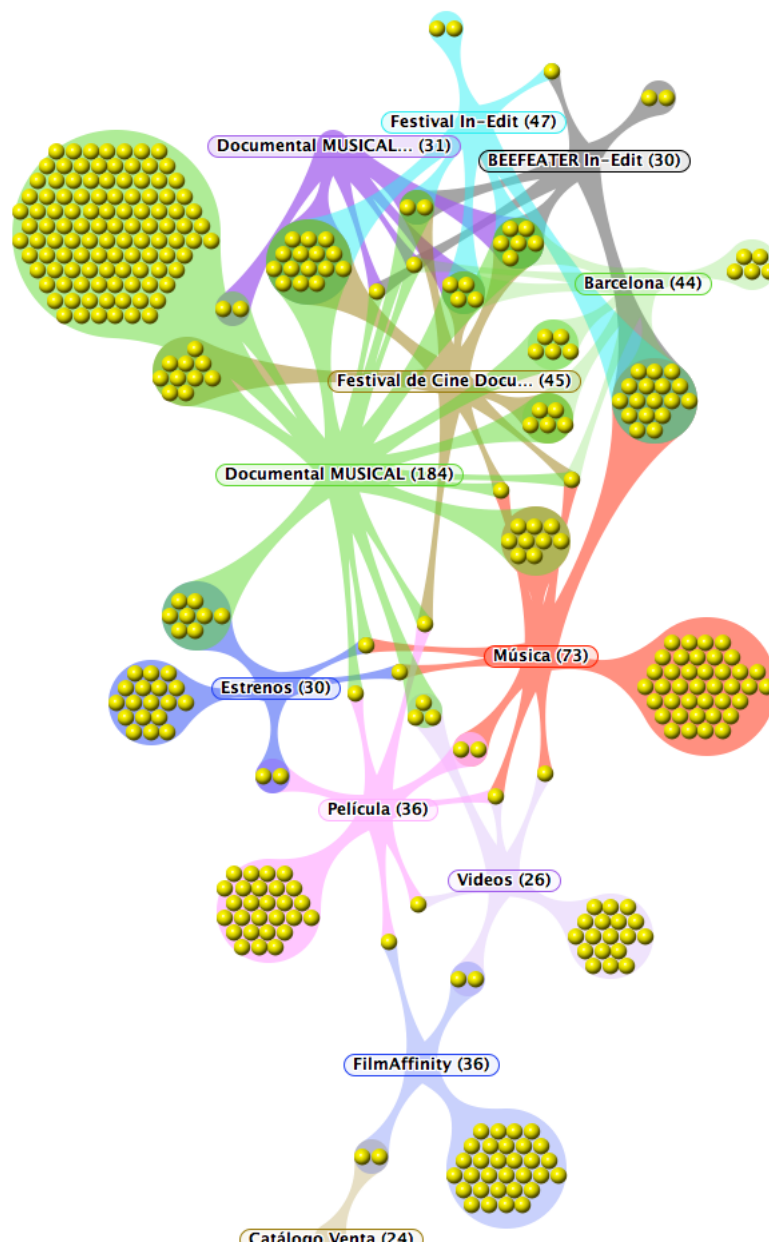 Festival In-Edit (47)
Documental MUSICAL... (31)
BEEFEATER In-Edit (30)
Barcelona (44)
Festival de Cine Docu... (45)
Documental MUSICAL (184)
Música (73)
Estrenos (30)
Película (36)
Videos (26)
FilmAffinity (36)
Catálogo Venta (24)